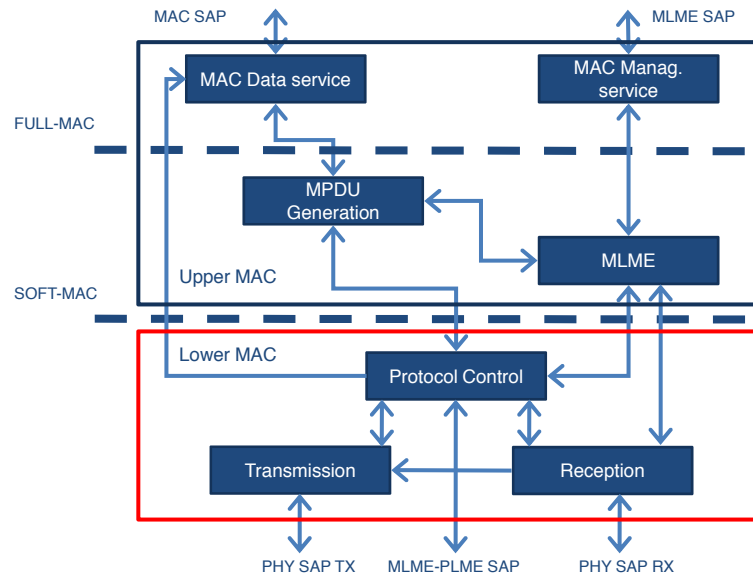 MAC SAP
MLME SAP
MAC Data service
MAC Manag.
service
FULL-MAC
MPDU
Generation
MLME
Upper MAC
SOFT-MAC
Lower MAC
Protocol Control
Transmission
Reception
PHY SAP TX
MLME-PLME SAP
PHY SAP RX